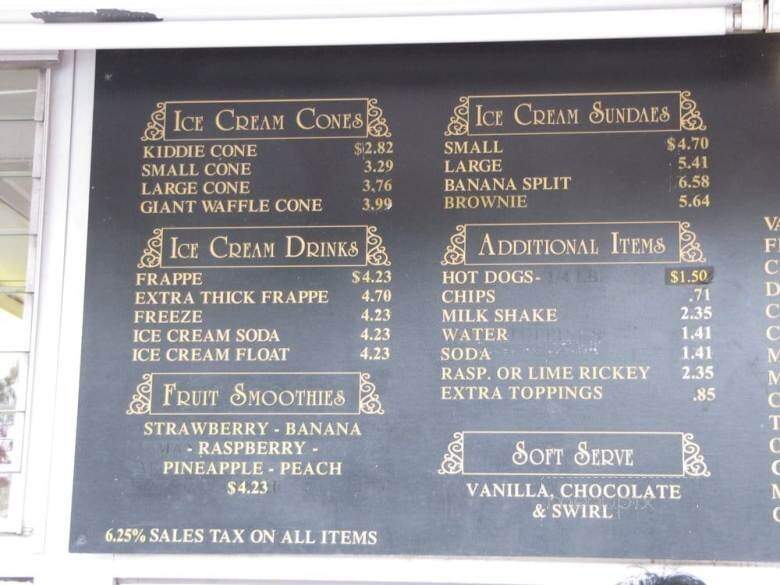 ICE CREAM CONES
KIDDIE CONE $2.82
SMALL CONE 3.29
LARGE CONE 3.76
GIANT WAFFLE CONE 3.99
ICE CREAM DRINKS
FRAPPE $4.23
EXTRA THICK FRAPPE 4.70
FREEZE 4.23
ICE CREAM SODA 4.23
ICE CREAM FLOAT 4.23
FRUIT SMOOTHIES
STRAWBERRY - BANANA
- RASPBERRY -
PINEAPPLE - PEACH
$4.23
6.25% SALES TAX ON ALL ITEMS
ICE CREAM SUNDAES
SMALL $4.70
LARGE 5.41
BANANA SPLIT 6.58
BROWNIE 5.64
ADDITIONAL ITEMS
HOT DOGS- 1/4 LB. $1.50
CHIPS .71
MILK SHAKE 2.35
WATER 1.41
SODA 1.41
RASP. OR LIME RICKEY 2.35
EXTRA TOPPINGS .85
SOFT SERVE
VANILLA, CHOCOLATE
& SWIRL